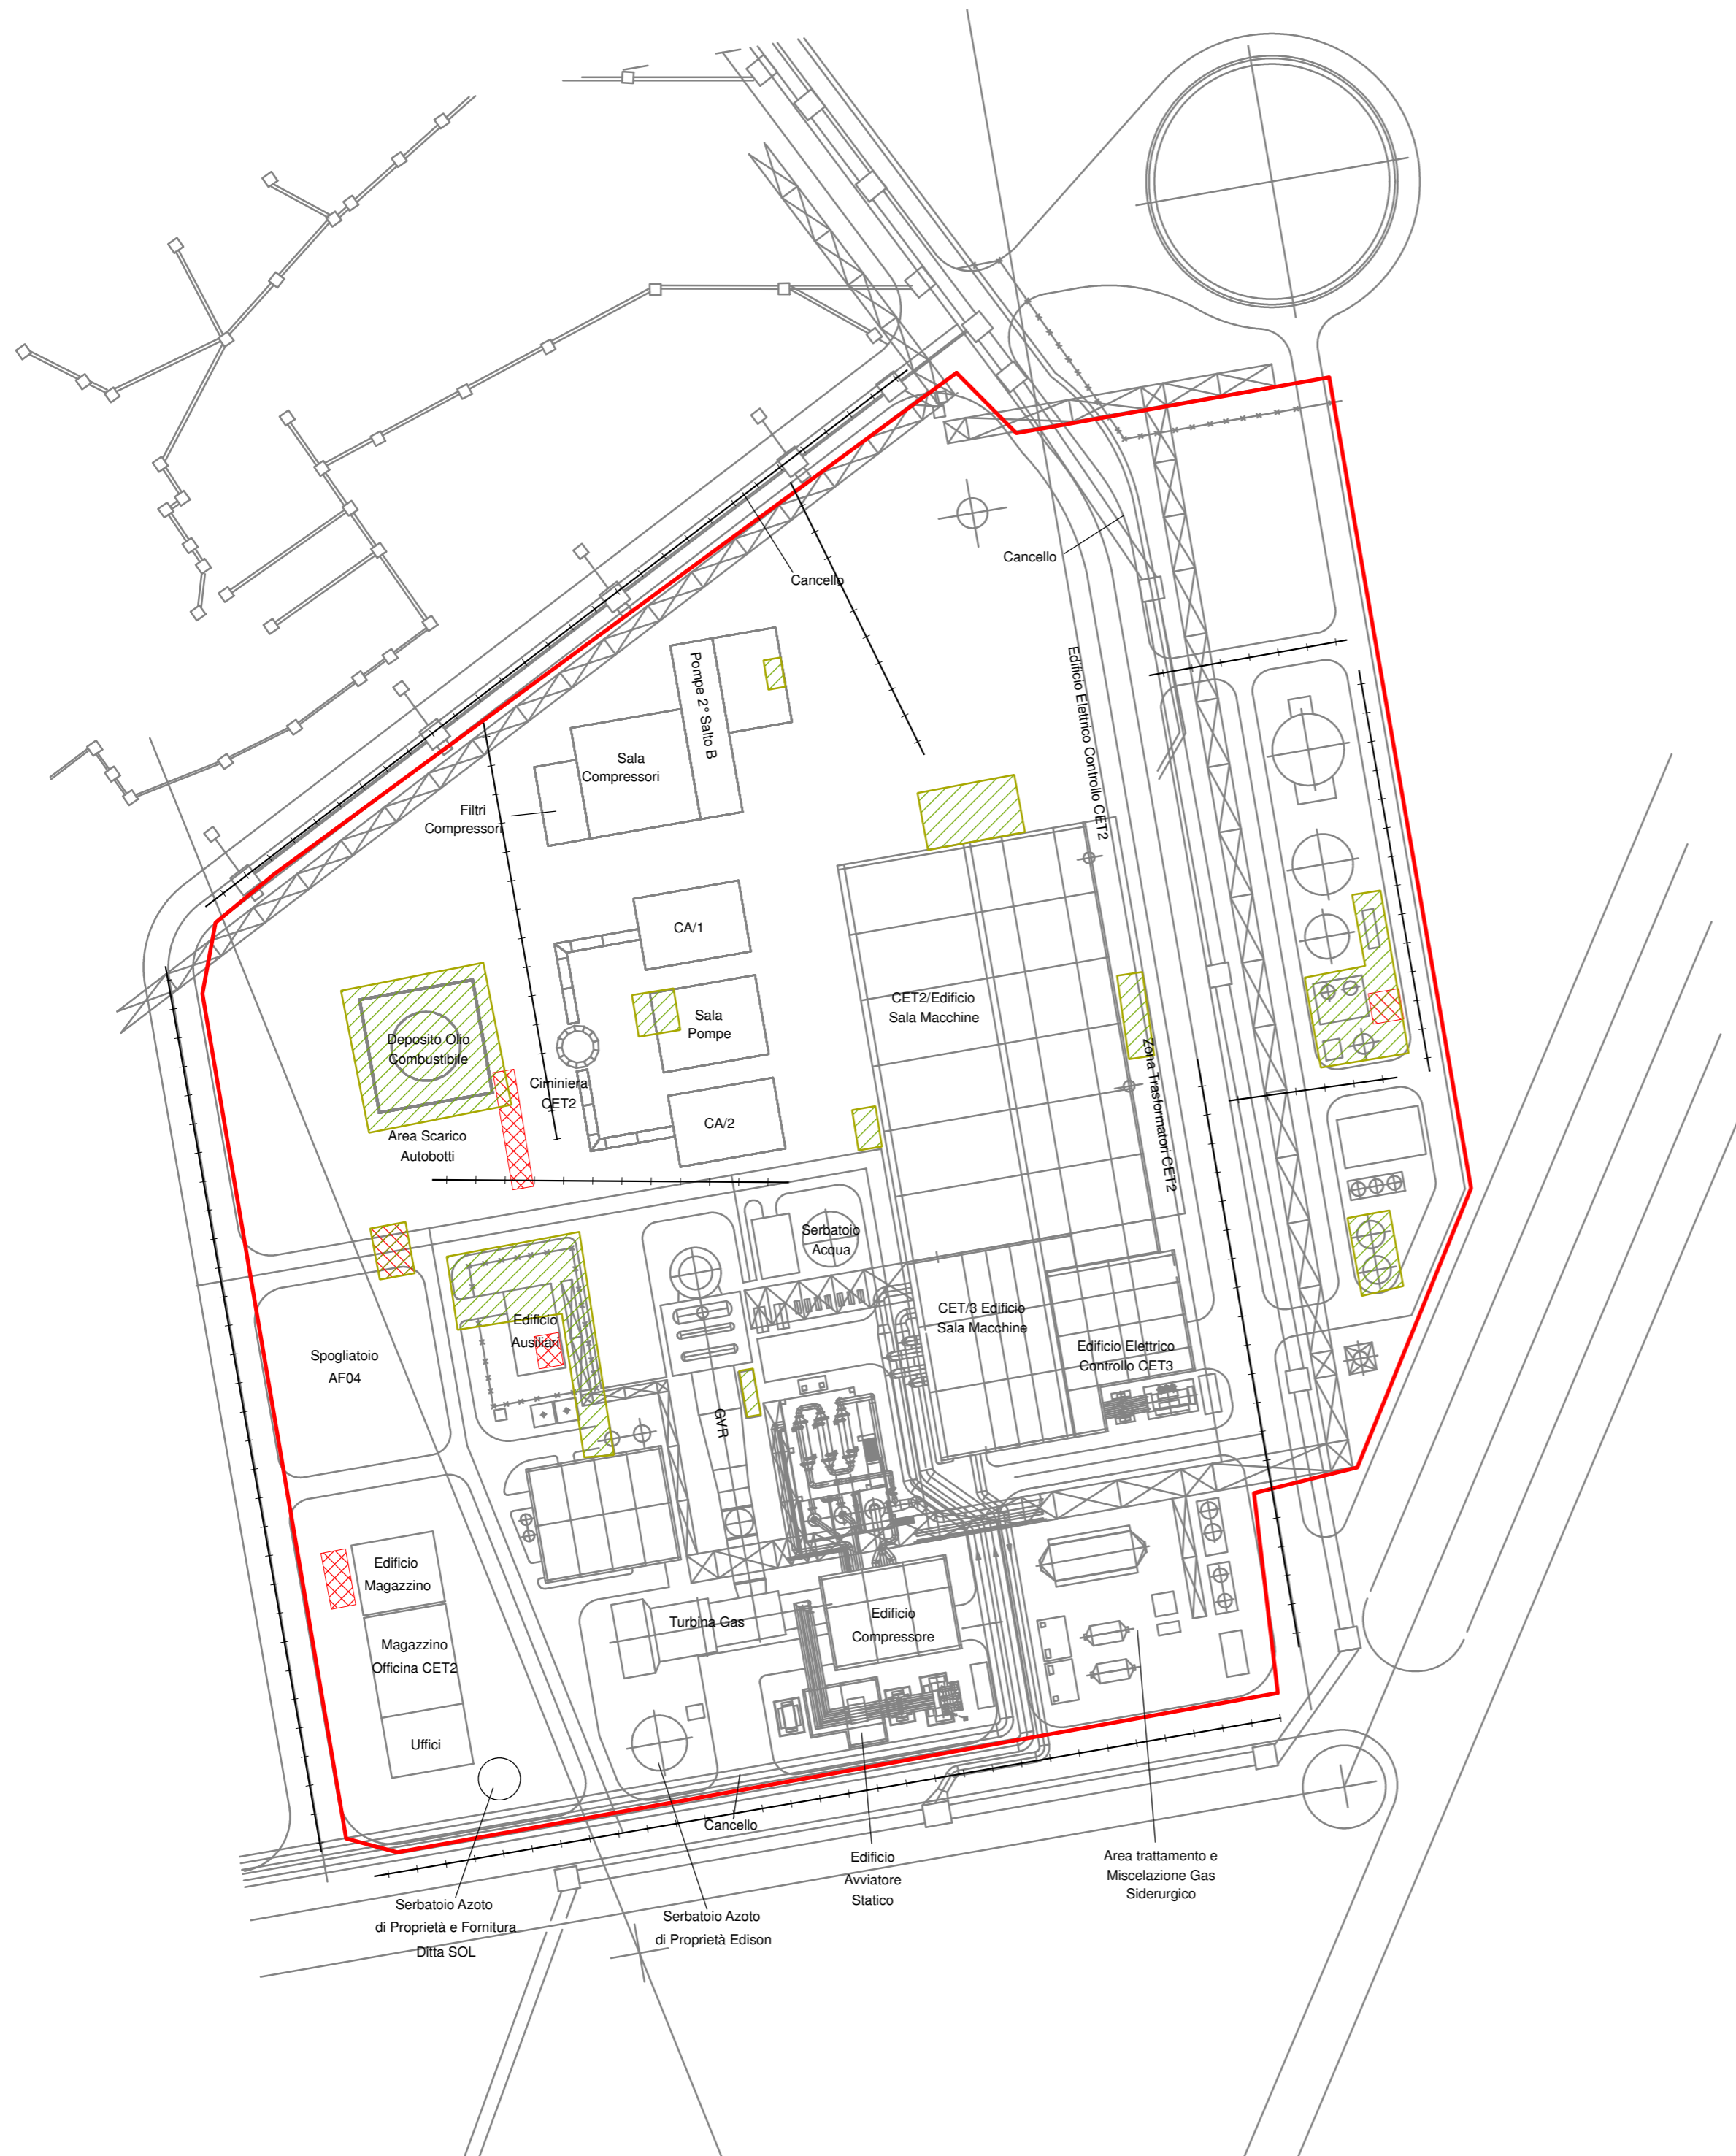 Cancello
Cancello
Edificio Elettrico Controllo CET2
Pompe 2° Salto B
Sala
Compressori
Filtri
Compressori
CA/1
CET2/Edificio
Sala Macchine
Sala
Pompe
Deposito Olio
Combustibile
Zona Trasformatori CET2
Ciminiera
CET2
CA/2
Area Scarico
Autobotti
Serbatoio
Acqua
CET/3 Edificio
Sala Macchine
Edificio
Ausiliari
Edificio Elettrico
Controllo CET3
Spogliatoio
AF04
GVR
Edificio
Magazzino
Turbina Gas
Edificio
Compressore
Magazzino
Officina CET2
Uffici
Cancello
Edificio
Avviatore
Statico
Area trattamento e
Miscelazione Gas
Siderurgico
Serbatoio Azoto
di Proprietà e Fornitura
Ditta SOL
Serbatoio Azoto
di Proprietà Edison